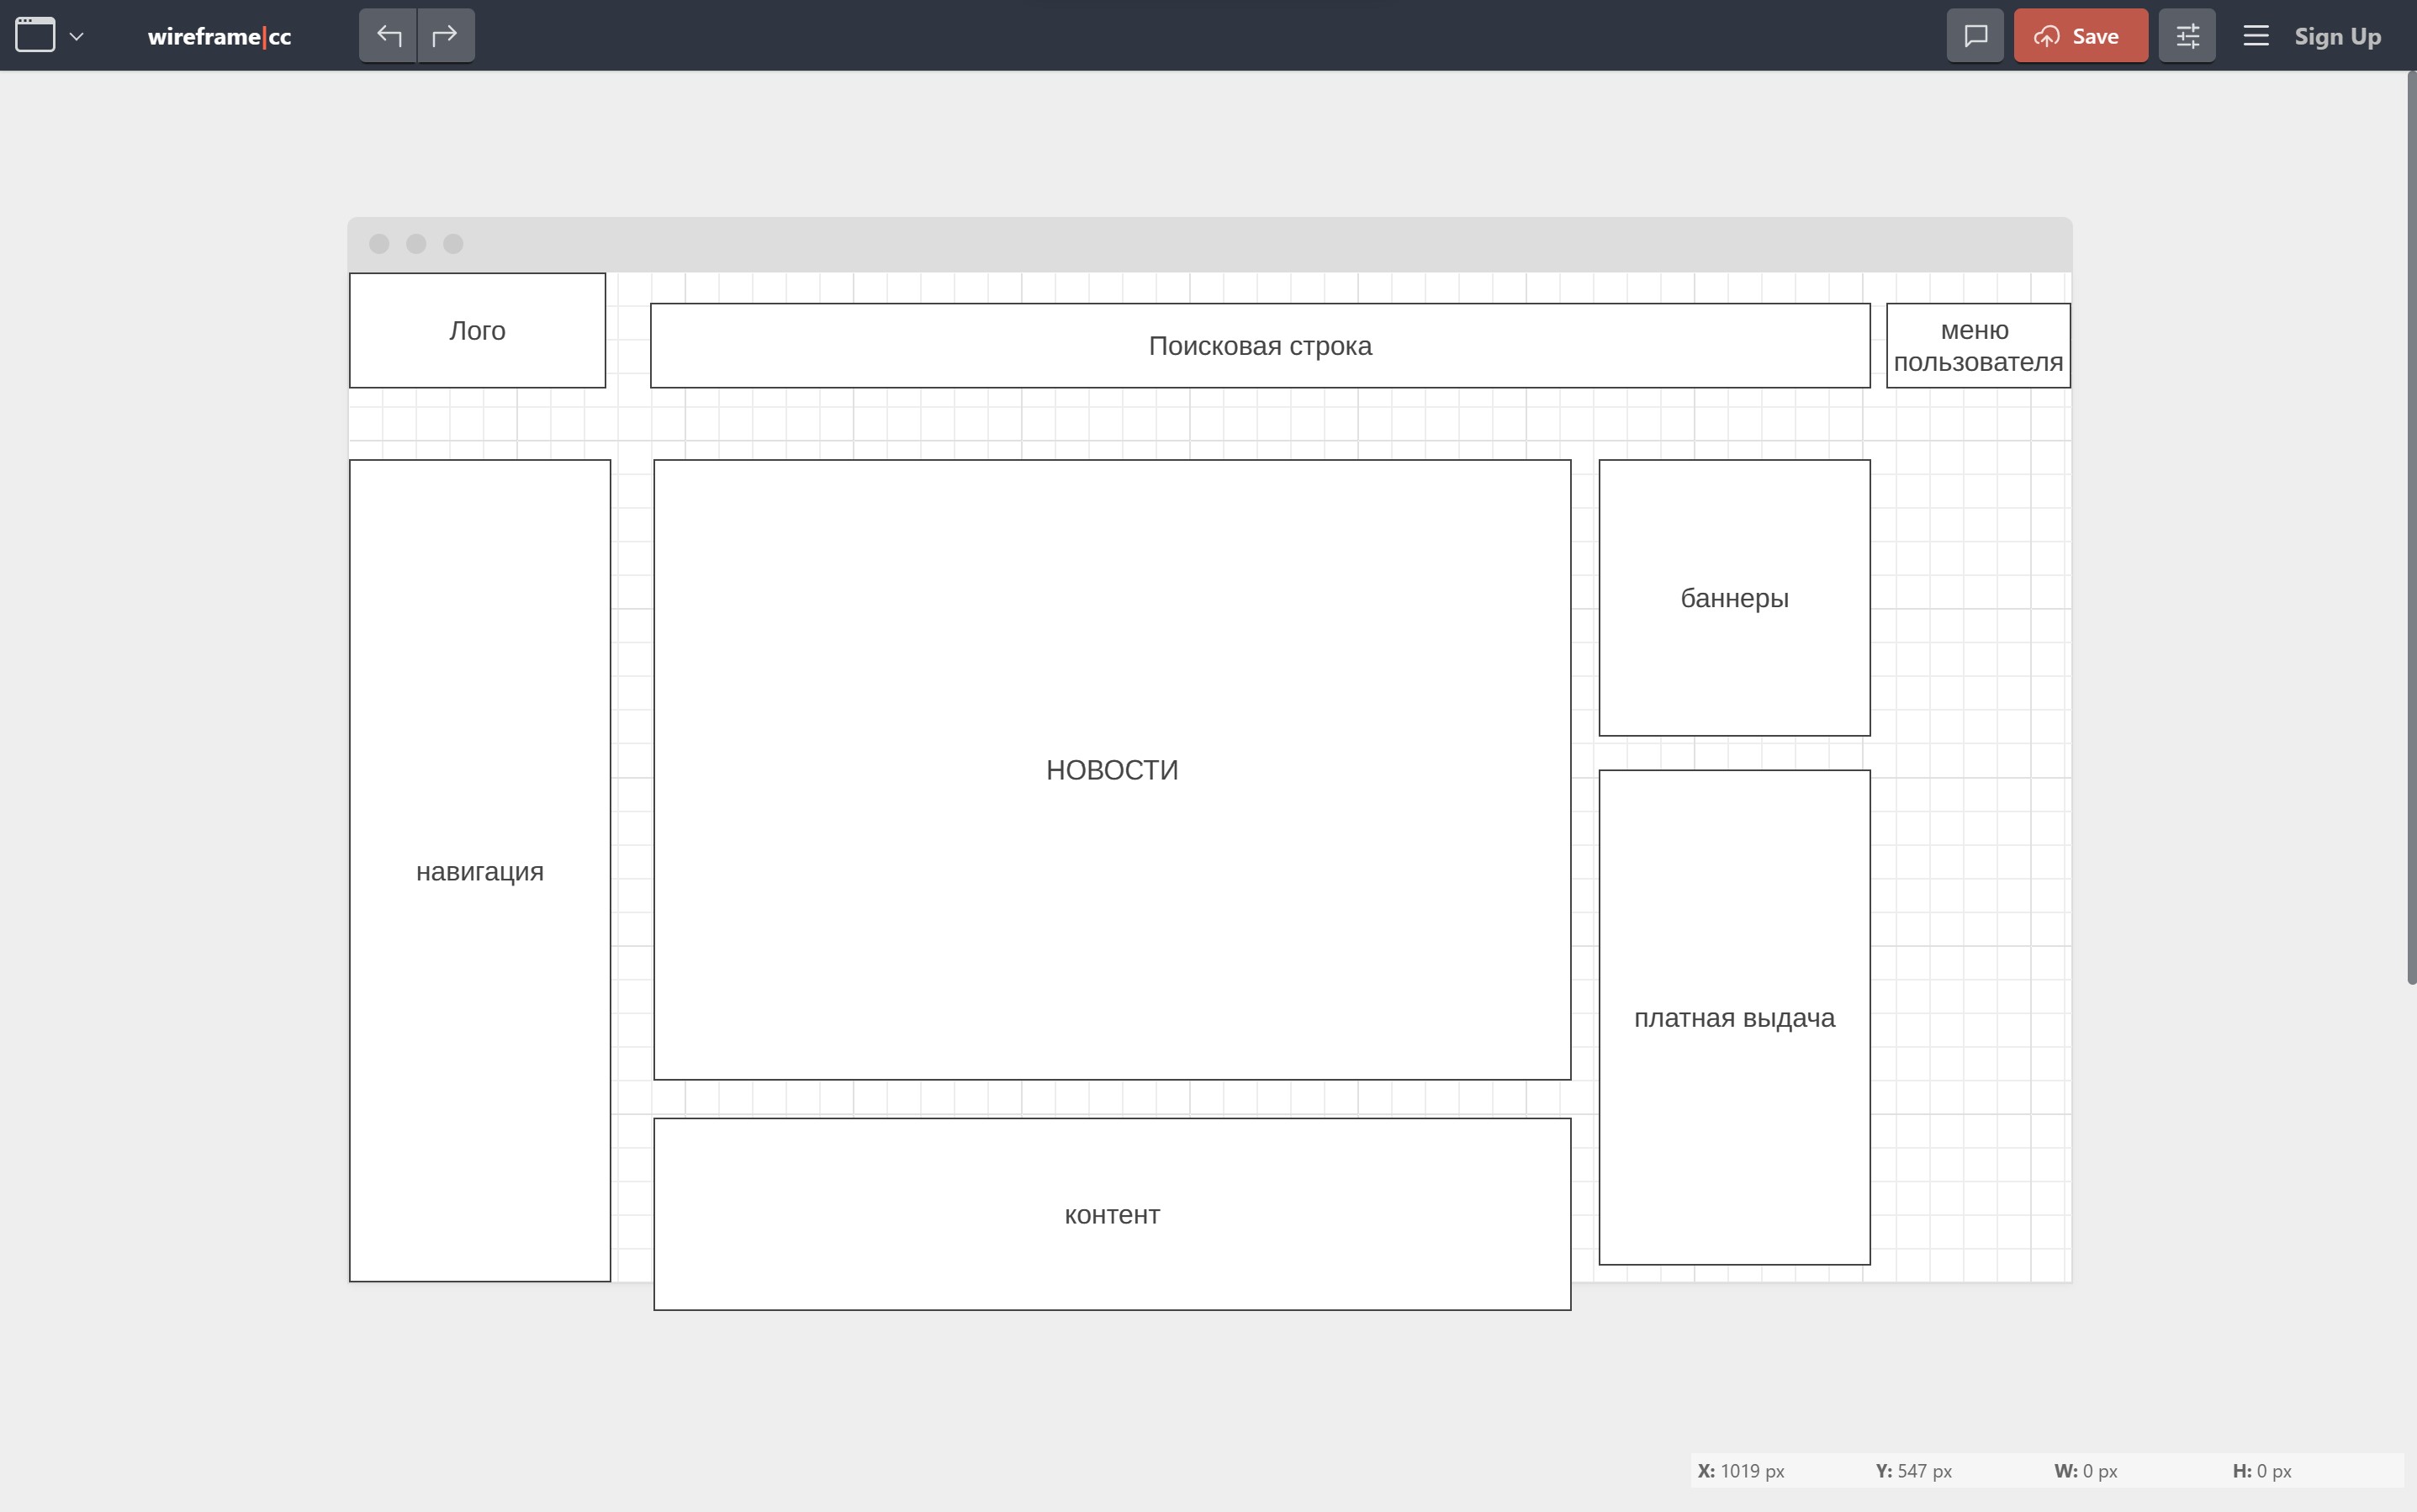 wireframe|cc
Save
Sign Up
Лого
Поисковая строка
меню
пользователя
навигация
НОВОСТИ
баннеры
платная выдача
контент
X: 1019 px Y: 547 px W: 0 px H: 0 px